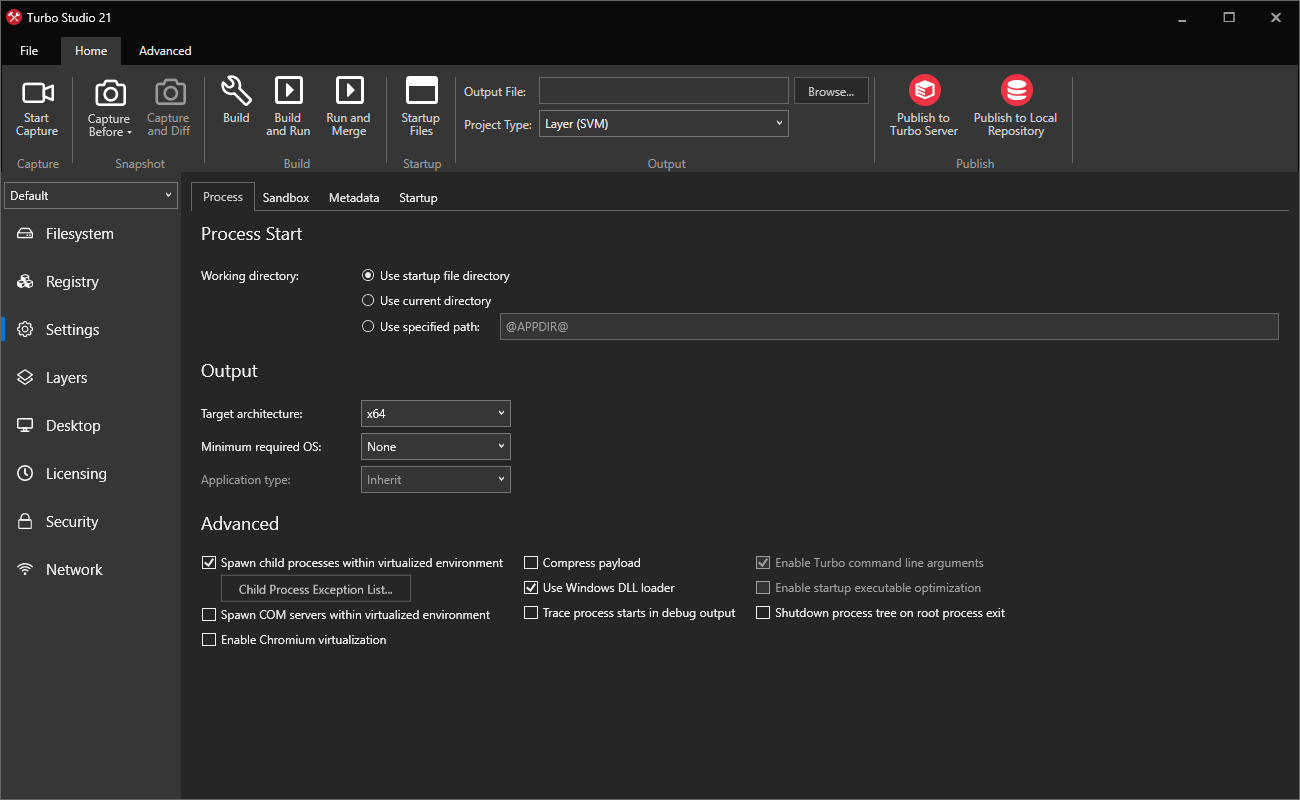 Turbo Studio 21
File Home Advanced
Start Capture
Capture Before
Capture and Diff
Build
Build and Run
Run and Merge
Startup Files
Output File:
Browse...
Project Type: Layer (SVM)
Publish to Turbo Server
Publish to Local Repository
Capture Snapshot Build Startup Output Publish
Default
Filesystem
Registry
Settings
Layers
Desktop
Licensing
Security
Network
Process Sandbox Metadata Startup
Process Start
Working directory: Use startup file directory
Use current directory
Use specified path: @APPDIR@
Output
Target architecture: x64
Minimum required OS: None
Application type: Inherit
Advanced
Spawn child processes within virtualized environment
Child Process Exception List...
Spawn COM servers within virtualized environment
Enable Chromium virtualization
Compress payload
Use Windows DLL loader
Trace process starts in debug output
Enable Turbo command line arguments
Enable startup executable optimization
Shutdown process tree on root process exit